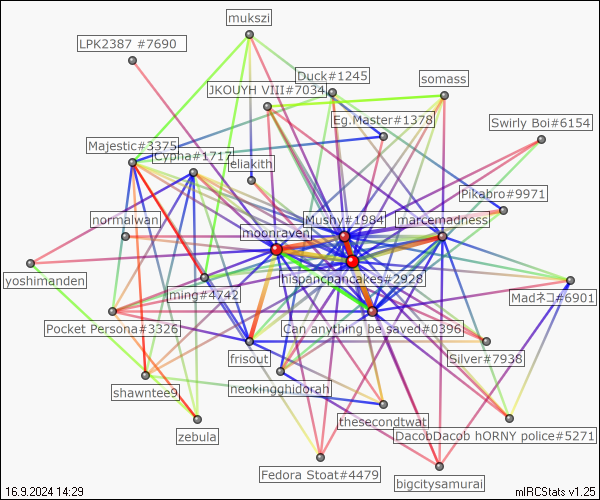 mukszi
LPK2387 #7690
Duck#1245
somass
JKOUYH VIII#7034
Eg.Master#1378
Swirly Boi#6154
Majestic#3375
Cypha#1717
eliakith
Pikabro#9971
normalwan
Mushy#1984
marcemadness
moonraven
yoshimanden
hispancpancakes#2928
ming#4742
Madネコ#6901
Pocket Persona#3326
Can anything be saved#0396
frisout
Silver#7938
shawntee9
neokingghidorah
thesecondtwat
zebula
DacobDacob hORNY police#5271
Fedora Stoat#4479
bigcitysamurai
16.9.2024 14:29
mIRCStats v1.25